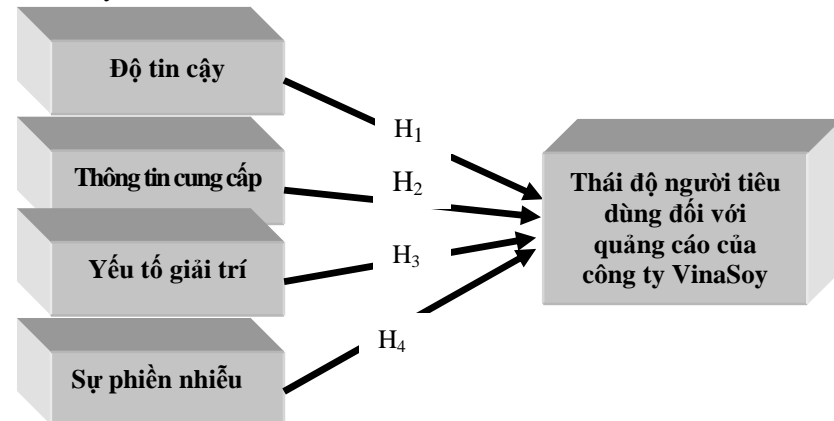 Độ tin cậy
H₁
Thông tin cung cấp
H₂
Thái độ người tiêu
dùng đối với
quảng cáo của
công ty VinaSoy
Yếu tố giải trí
H₃
H₄
Sự phiền nhiễu